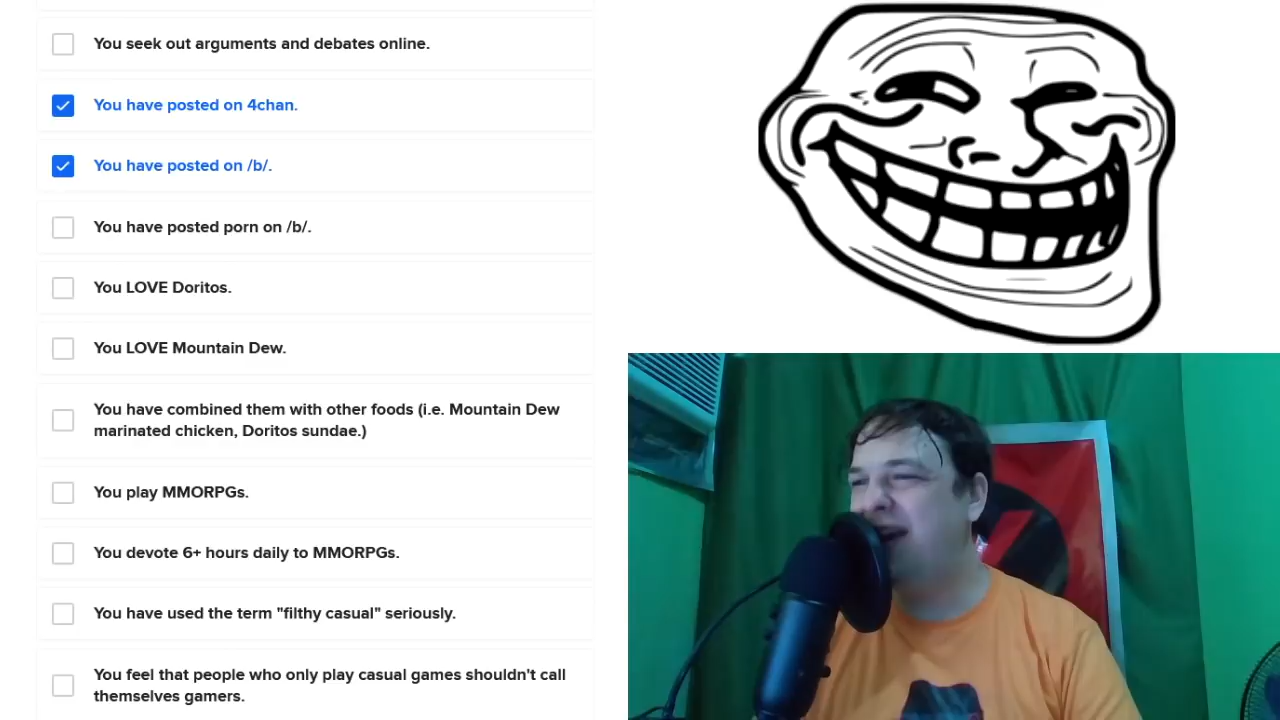 You seek out arguments and debates online.
You have posted on 4chan.
You have posted on /b/.
You have posted porn on /b/.
You LOVE Doritos.
You LOVE Mountain Dew.
You have combined them with other foods (i.e. Mountain Dew
marinated chicken, Doritos sundae.)
You play MMORPGs.
You devote 6+ hours daily to MMORPGs.
You have used the term "filthy casual" seriously.
You feel that people who only play casual games shouldn't call
themselves gamers.